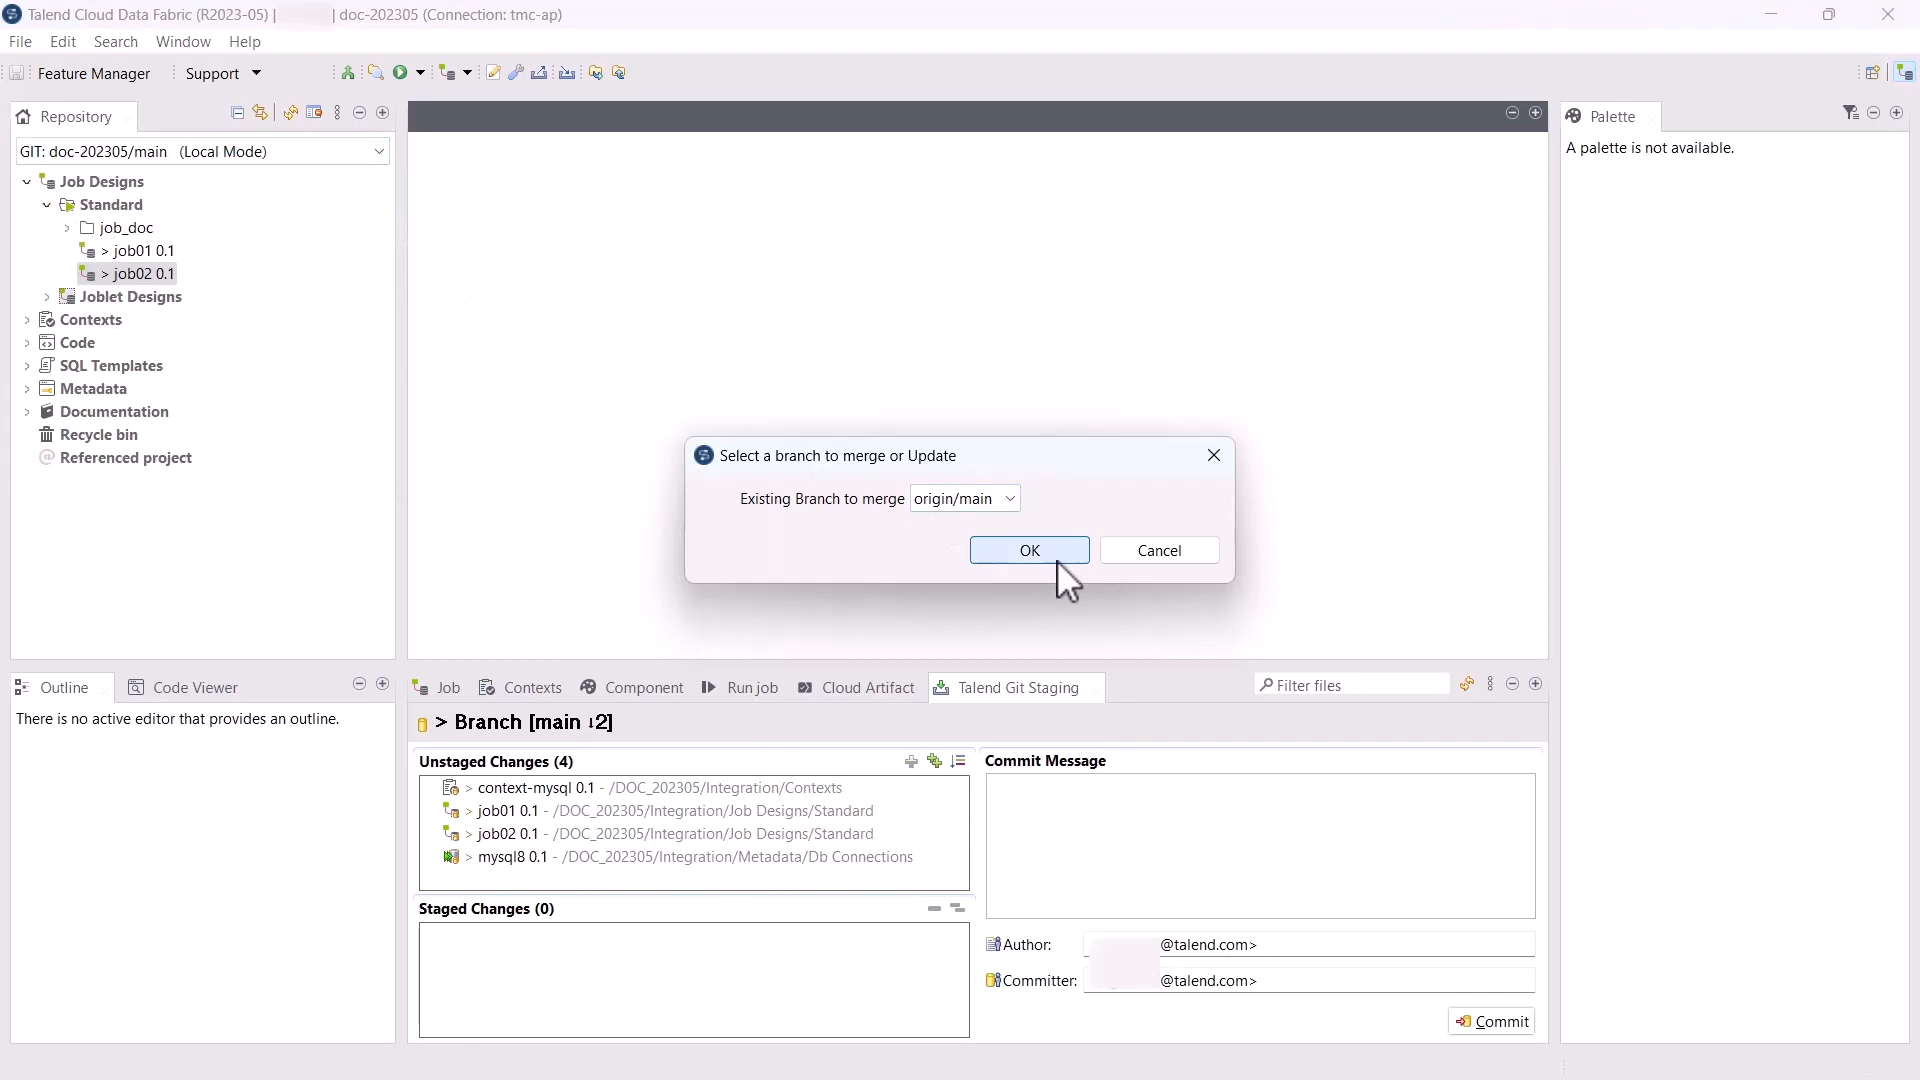 Talend Cloud Data Fabric (R2023-05) | | doc-202305 (Connection: tmc-ap)
File Edit Search Window Help
Feature Manager Support
Repository
GIT: doc-202305/main (Local Mode)
Job Designs
Standard
job_doc
> job01 0.1
> job02 0.1
Joblet Designs
Contexts
Code
SQL Templates
Metadata
Documentation
Recycle bin
Referenced project
Palette
A palette is not available.
Select a branch to merge or Update
Existing Branch to merge origin/main
OK Cancel
Outline Code Viewer
There is no active editor that provides an outline.
Job Contexts Component Run job Cloud Artifact Talend Git Staging Filter files
> Branch [main ↓2]
Unstaged Changes (4)
> context-mysql 0.1 - /DOC_202305/Integration/Contexts
> job01 0.1 - /DOC_202305/Integration/Job Designs/Standard
> job02 0.1 - /DOC_202305/Integration/Job Designs/Standard
> mysql8 0.1 - /DOC_202305/Integration/Metadata/Db Connections
Staged Changes (0)
Commit Message
Author: @talend.com>
Committer: @talend.com>
Commit